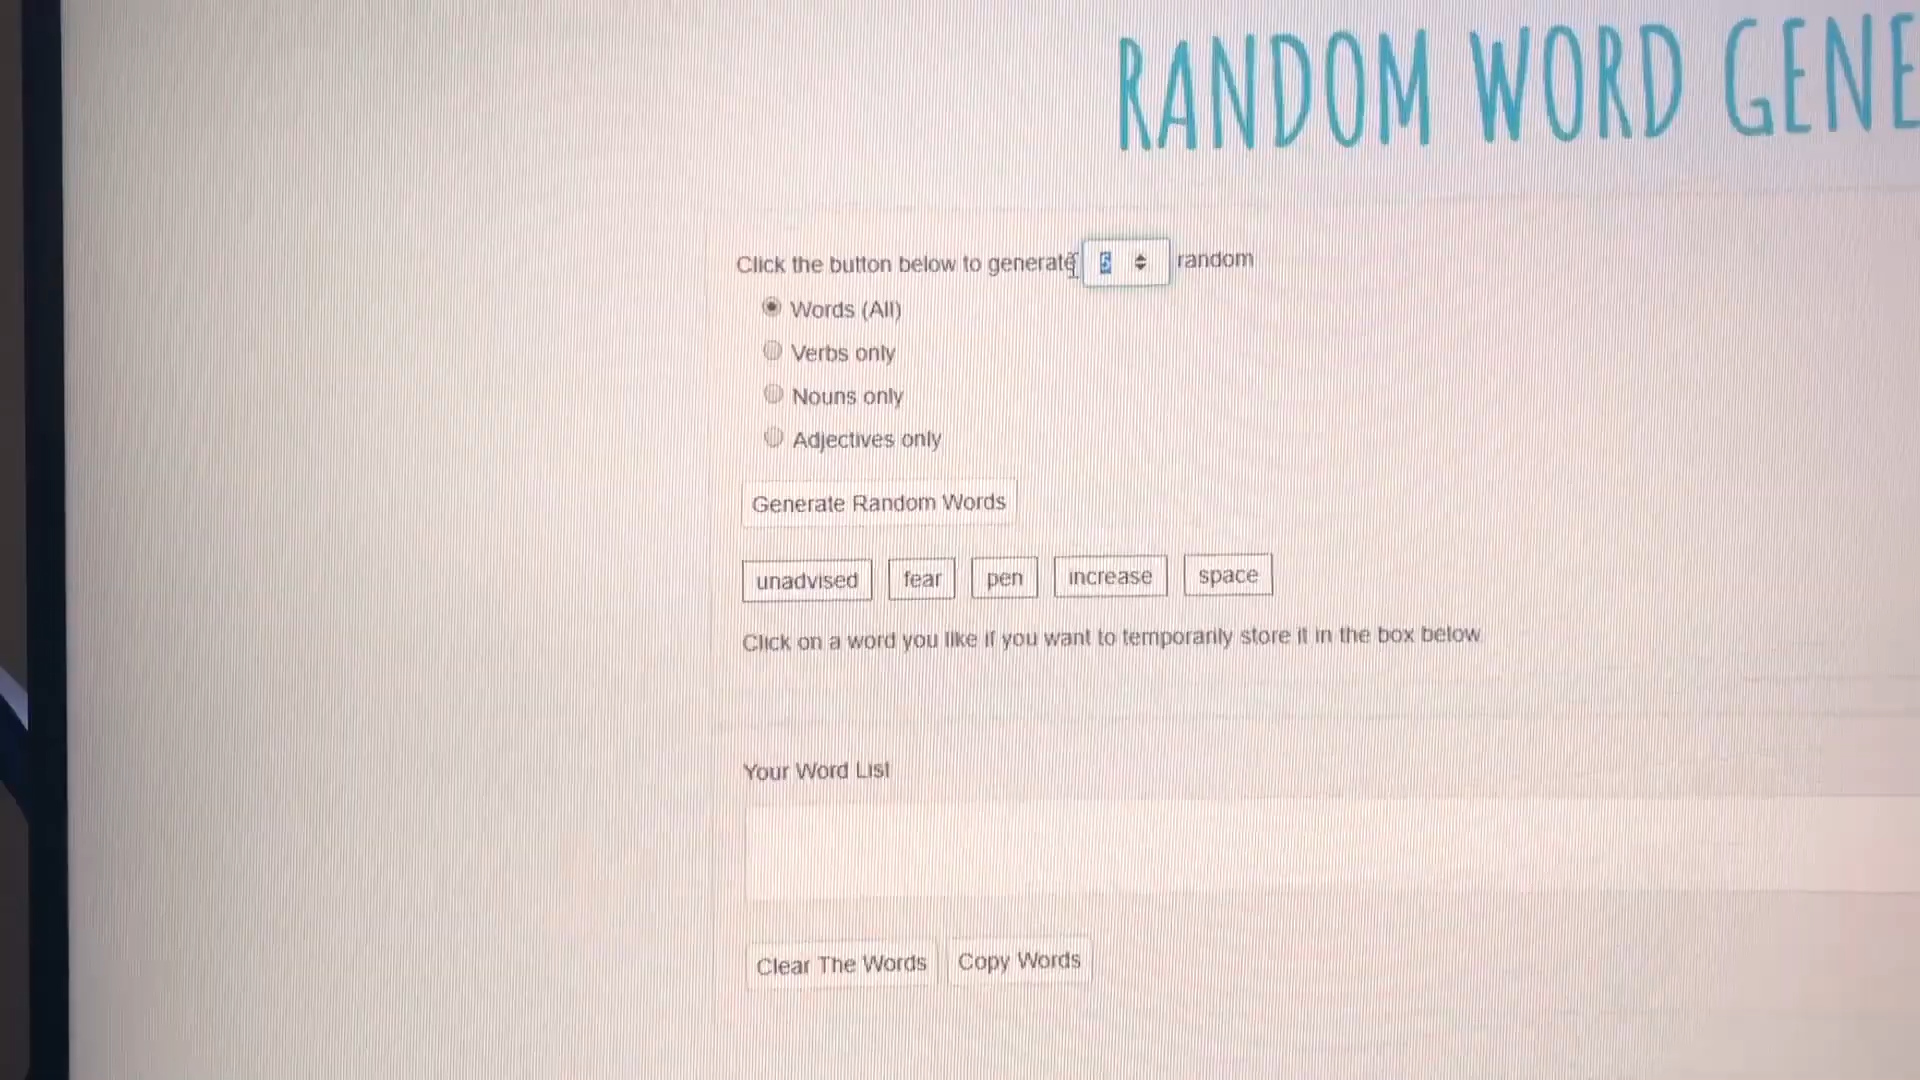 RANDOM WORD GENE
Click the button below to generate 5 random
Words (All)
Verbs only
Nouns only
Adjectives only
Generate Random Words
unadvised fear pen increase space
Click on a word you like if you want to temporarily store it in the box below
Your Word List
Clear The Words Copy Words